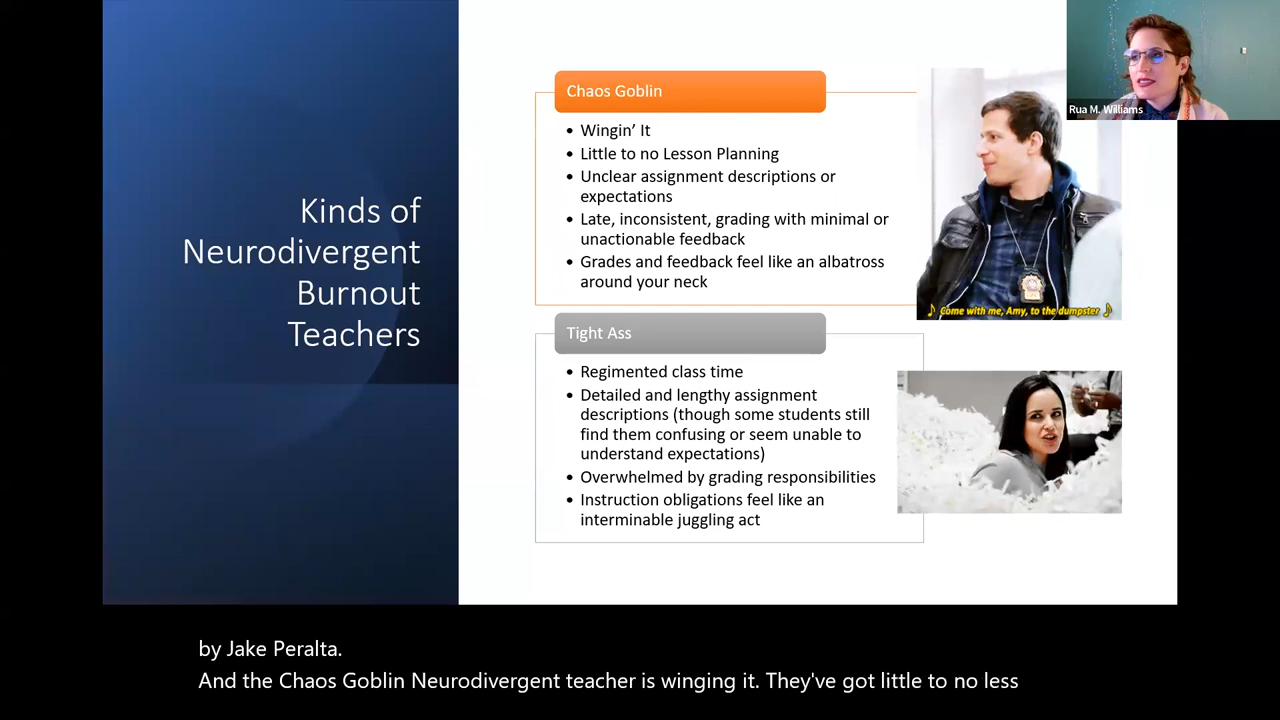 Kinds of
Neurodivergent
Burnout
Teachers
Chaos Goblin
• Wingin' It
• Little to no Lesson Planning
• Unclear assignment descriptions or
expectations
• Late, inconsistent, grading with minimal or
unactionable feedback
• Grades and feedback feel like an albatross
around your neck
♪ Come with me, Amy, to the dumpster ♪
Tight Ass
• Regimented class time
• Detailed and lengthy assignment
descriptions (though some students still
find them confusing or seem unable to
understand expectations)
• Overwhelmed by grading responsibilities
• Instruction obligations feel like an
interminable juggling act
Rua M. Williams
by Jake Peralta.
And the Chaos Goblin Neurodivergent teacher is winging it. They've got little to no less